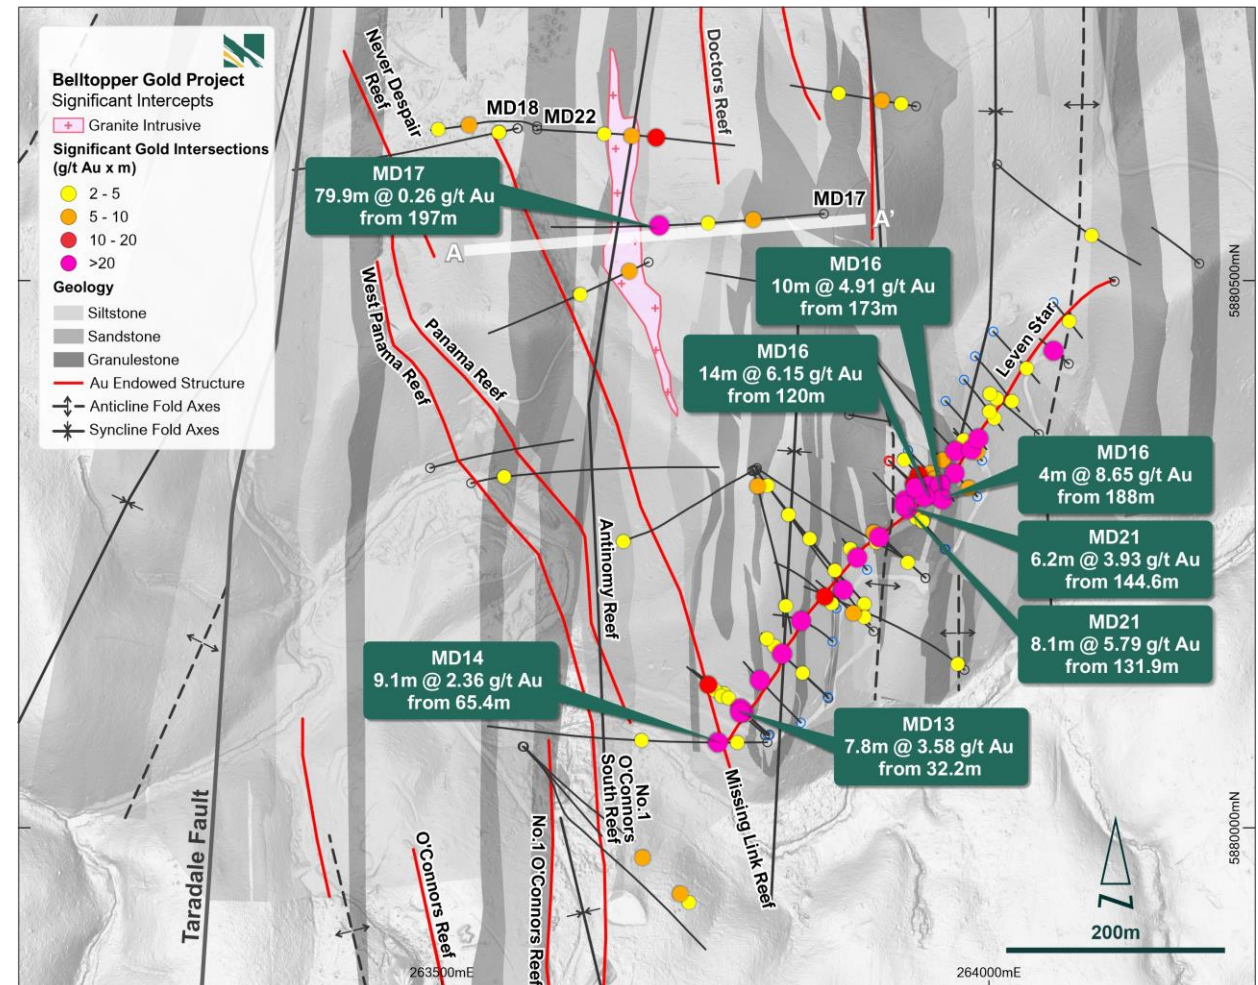 Belltopper Gold Project
Significant Intercepts
Granite Intrusive
Significant Gold Intersections
(g/t Au x m)
2 - 5
5 - 10
10 - 20
>20
Geology
Siltstone
Sandstone
Granulestone
Au Endowed Structure
Anticline Fold Axes
Syncline Fold Axes
Never Despair
Reef
MD18
MD22
Doctors Reef
MD17
79.9m @ 0.26 g/t Au
from 197m
MD17
A
A'
West Panama Reef
Panama Reef
MD16
10m @ 4.91 g/t Au
from 173m
MD16
14m @ 6.15 g/t Au
from 120m
Leven Star
5880500mN
MD16
4m @ 8.65 g/t Au
from 188m
MD21
6.2m @ 3.93 g/t Au
from 144.6m
MD21
8.1m @ 5.79 g/t Au
from 131.9m
Antinomy Reef
MD14
9.1m @ 2.36 g/t Au
from 65.4m
MD13
7.8m @ 3.58 g/t Au
from 32.2m
No.1
O'Connors
South Reef
Missing Link Reef
No.1 O'Connors Reef
O'Connors Reef
Taradale Fault
5880000mN
263500mE
264000mE
Z
200m